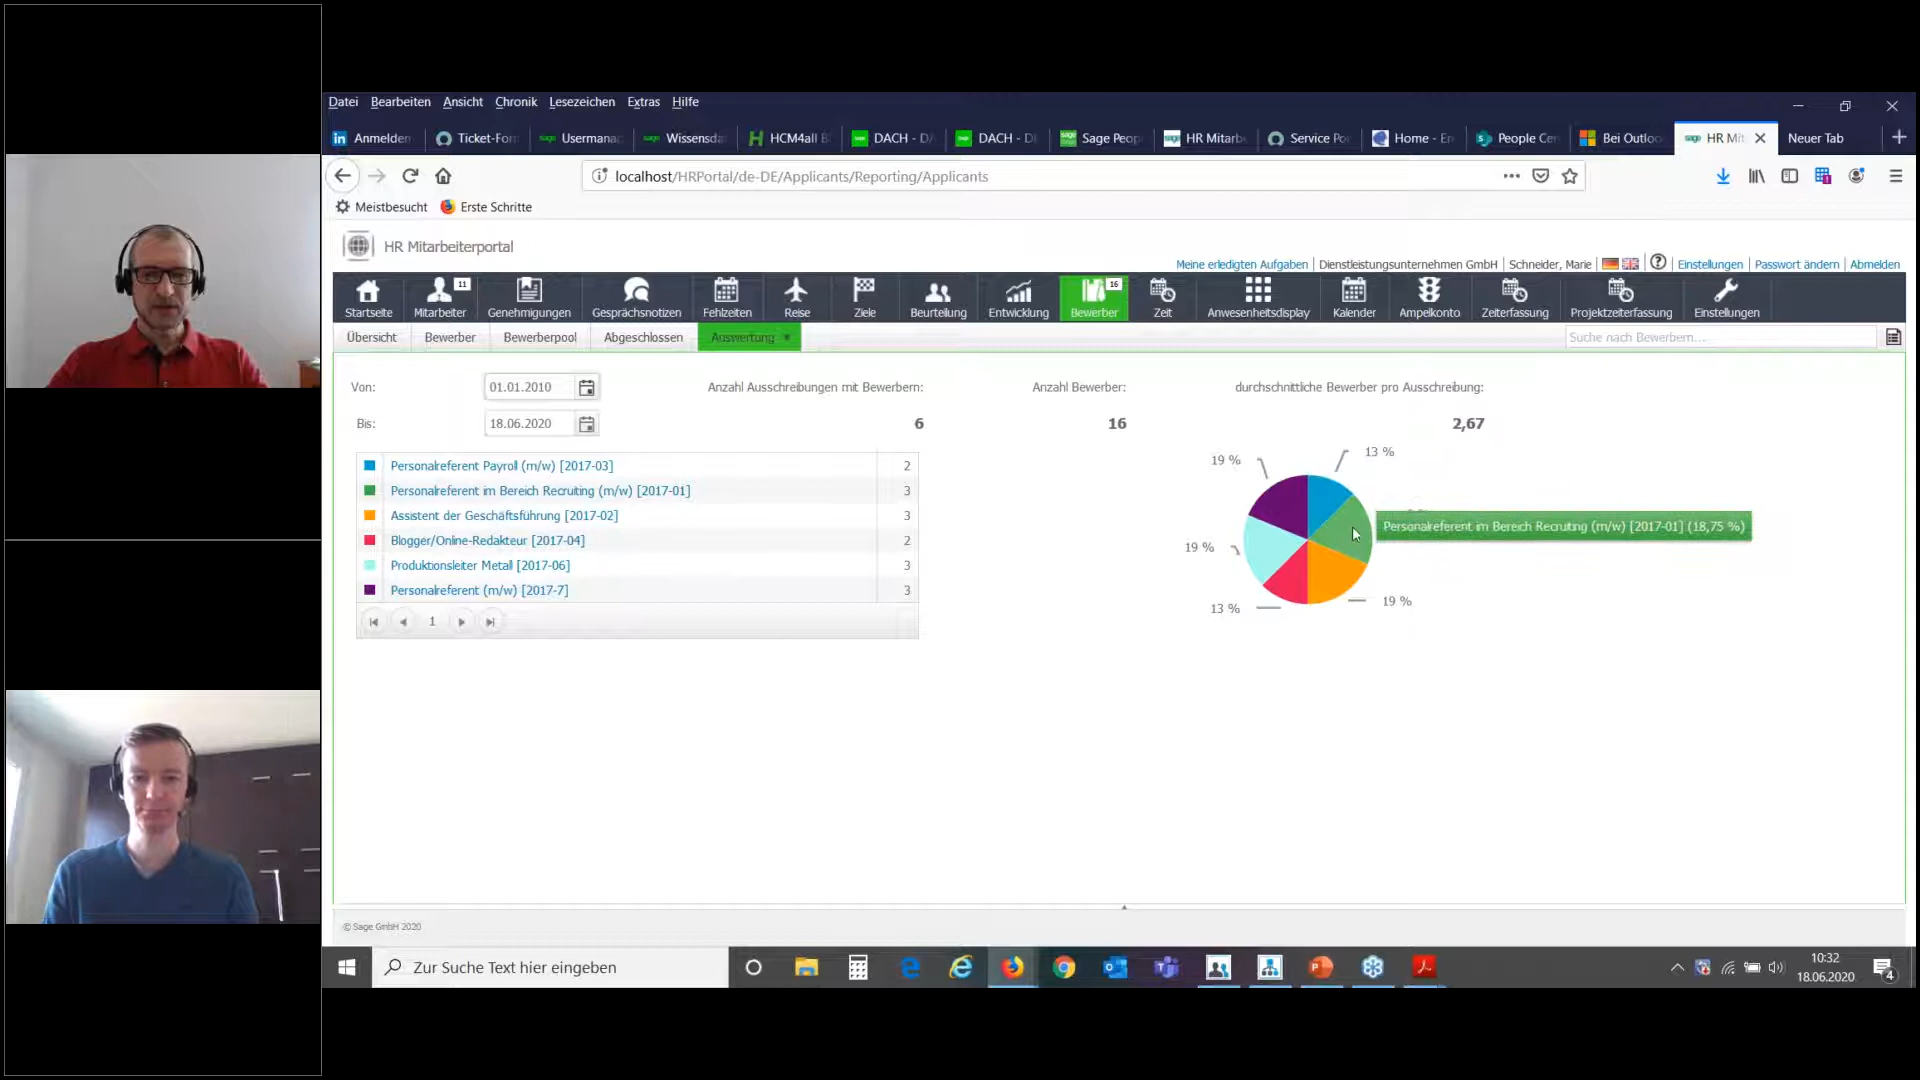 Datei Bearbeiten Ansicht Chronik Lesezeichen Extras Hilfe
Anmelden Ticket-For Usermana Wissensda HCM4all B DACH - D DACH - D Sage Peop HR Mitarb Service Po Home - Em People Cen Bei Outlo HR Mit Neuer Tab
localhost/HRPortal/de-DE/Applicants/Reporting/Applicants
Meistbesucht Erste Schritte
HR Mitarbeiterportal
Meine erledigten Aufgaben | Dienstleistungsunternehmen GmbH | Schneider, Marie | Einstellungen | Passwort ändern | Abmelden
11 16
Startseite Mitarbeiter Genehmigungen Gesprächsnotizen Fehlzeiten Reise Ziele Beurteilung Entwicklung Bewerber Zeit Anwesenheitsdisplay Kalender Ampelkonto Zeiterfassung Projektzeiterfassung Einstellungen
Übersicht Bewerber Bewerberpool Abgeschlossen Auswertung Suche nach Bewerbern...
Von: 01.01.2010 Anzahl Ausschreibungen mit Bewerbern: Anzahl Bewerber: durchschnittliche Bewerber pro Ausschreibung:
Bis: 18.06.2020 6 16 2,67
Personalreferent Payroll (m/w) [2017-03] 2
Personalreferent im Bereich Recruiting (m/w) [2017-01] 3
Assistent der Geschäftsführung [2017-02] 3
Blogger/Online-Redakteur [2017-04] 2
Produktionsleiter Metall [2017-06] 3
Personalreferent (m/w) [2017-7] 3
1
19 % 13 %
Personalreferent im Bereich Recruiting (m/w) [2017-01] (18,75 %)
19 %
13 % 19 %
© Sage GmbH 2020
Zur Suche Text hier eingeben
10:32
18.06.2020
4